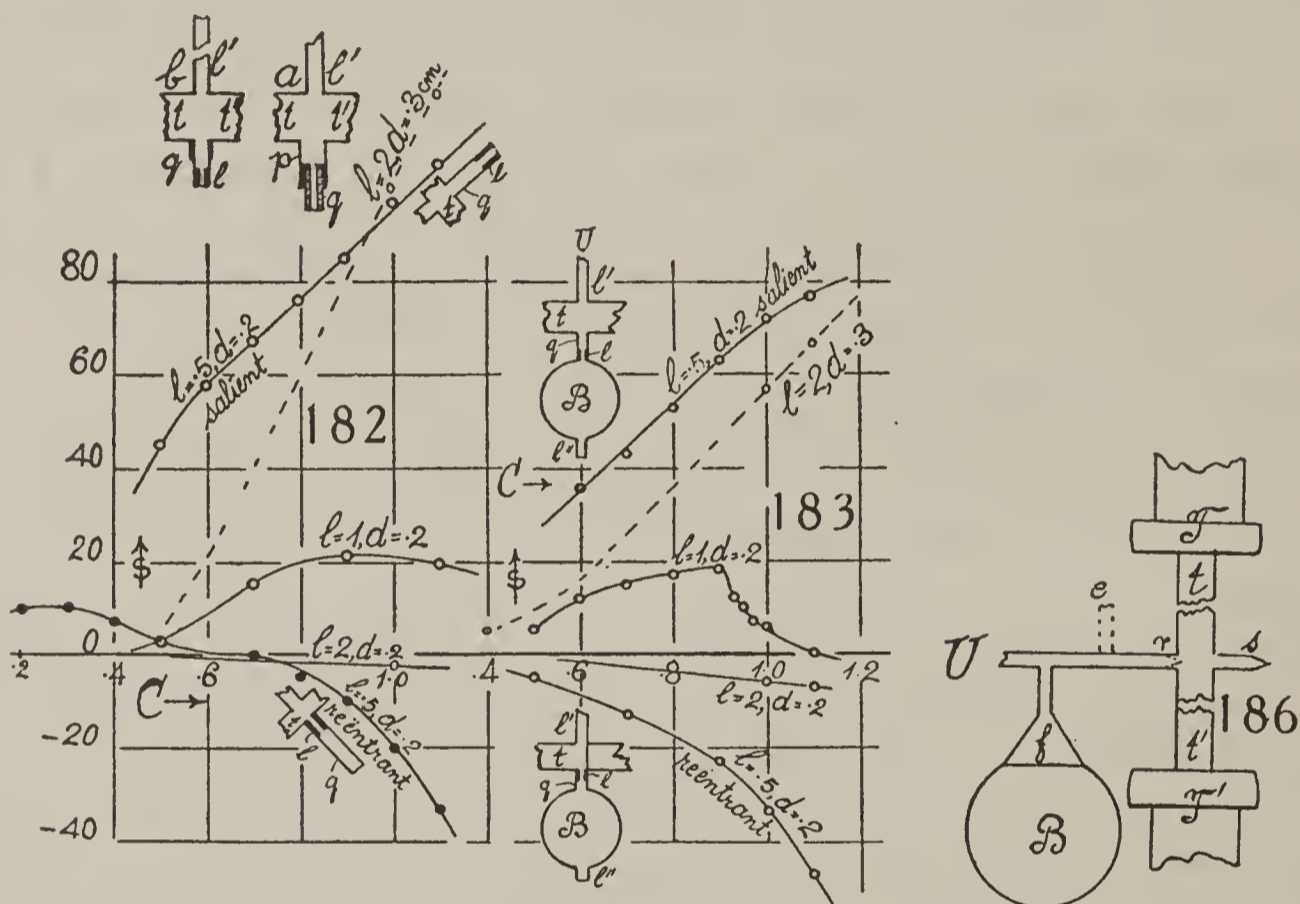 b l' a l'
t t' t t'
q l p q
l=2, d=.3 cm
t q l
80
60
40
20
0
-20
-40
l=.5, d=.2
salient
182
l=1, d=.2
$
.2 .4 .6 1.0
l=2, d=.2
C →
l=.5, d=.2
reëntrant
t l q
U
l'
t
q l
B
l''
C →
l=.5, d=.2 salient
l=2, d=.3
183
l=1, d=.2
$
.4 .6 .8 1.0 1.2
l=2, d=.2
l=.5, d=.2
reëntrant
l'
t
q l
B
l''
T
t
e
U r s
186
f
t'
T'
B